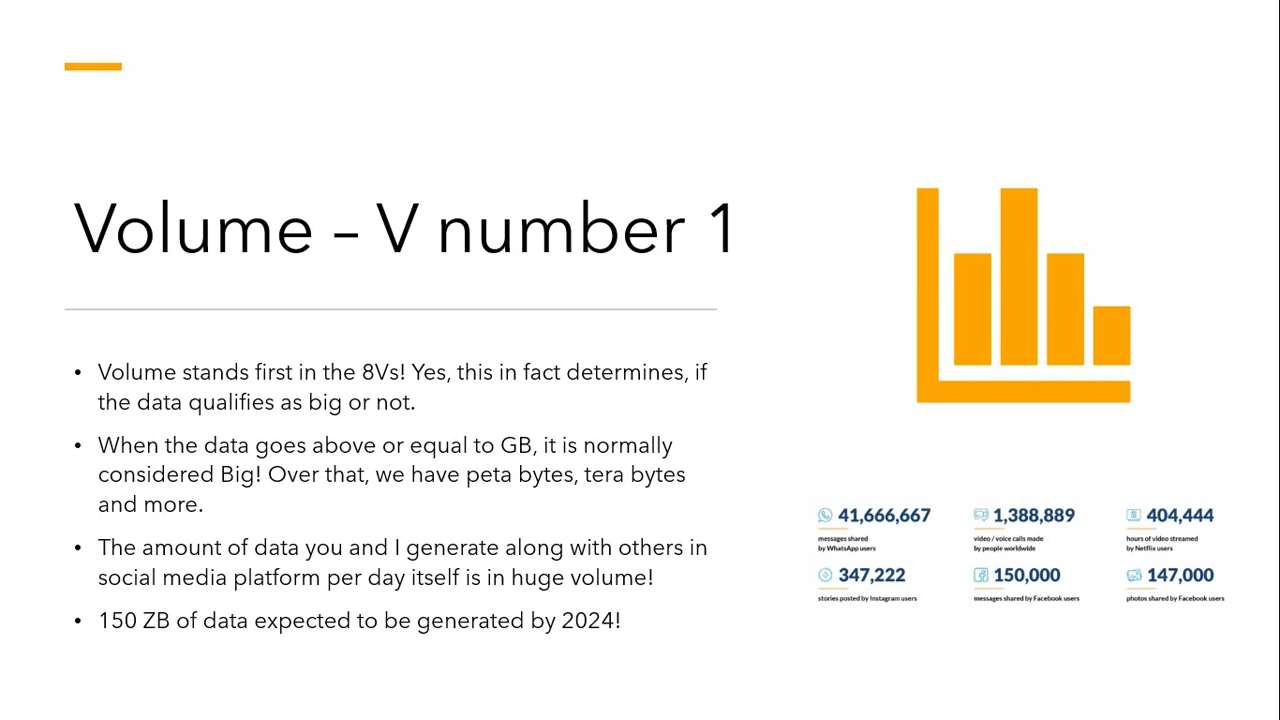 Volume – V number 1
• Volume stands first in the 8Vs! Yes, this in fact determines, if
the data qualifies as big or not.
• When the data goes above or equal to GB, it is normally
considered Big! Over that, we have peta bytes, tera bytes
and more.
• The amount of data you and I generate along with others in
social media platform per day itself is in huge volume!
• 150 ZB of data expected to be generated by 2024!
41,666,667
messages shared
by WhatsApp users
1,388,889
video / voice calls made
by people worldwide
404,444
hours of video streamed
by Netflix users
347,222
stories posted by Instagram users
150,000
messages shared by Facebook users
147,000
photos shared by Facebook users